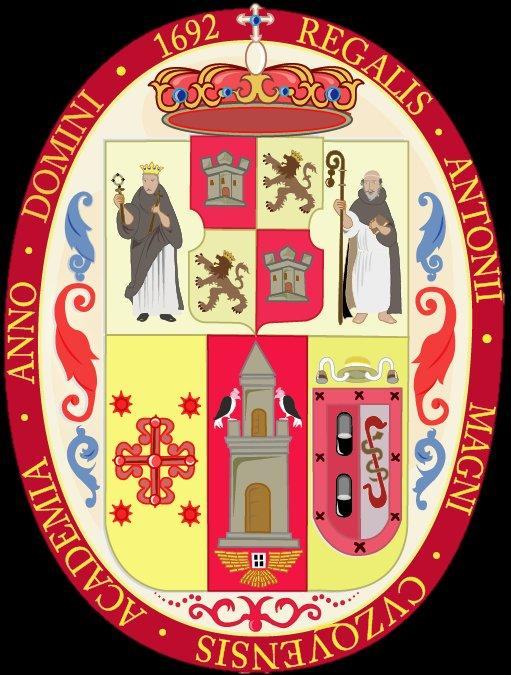 ACADEMIA · ANNO · DOMINI · 1692 REGALIS · ANTONII · MAGNI · CVZQVENSIS ·